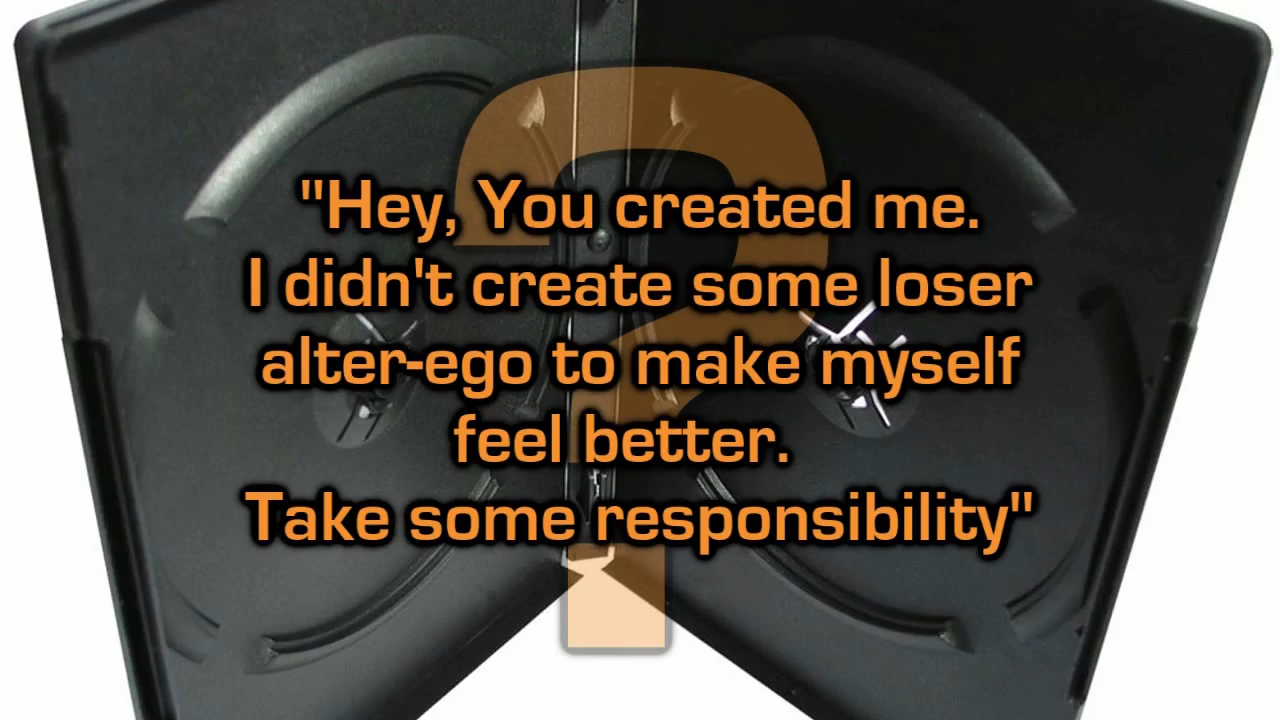 "Hey, You created me.
I didn't create some loser
alter-ego to make myself
feel better.
Take some responsibility"
?